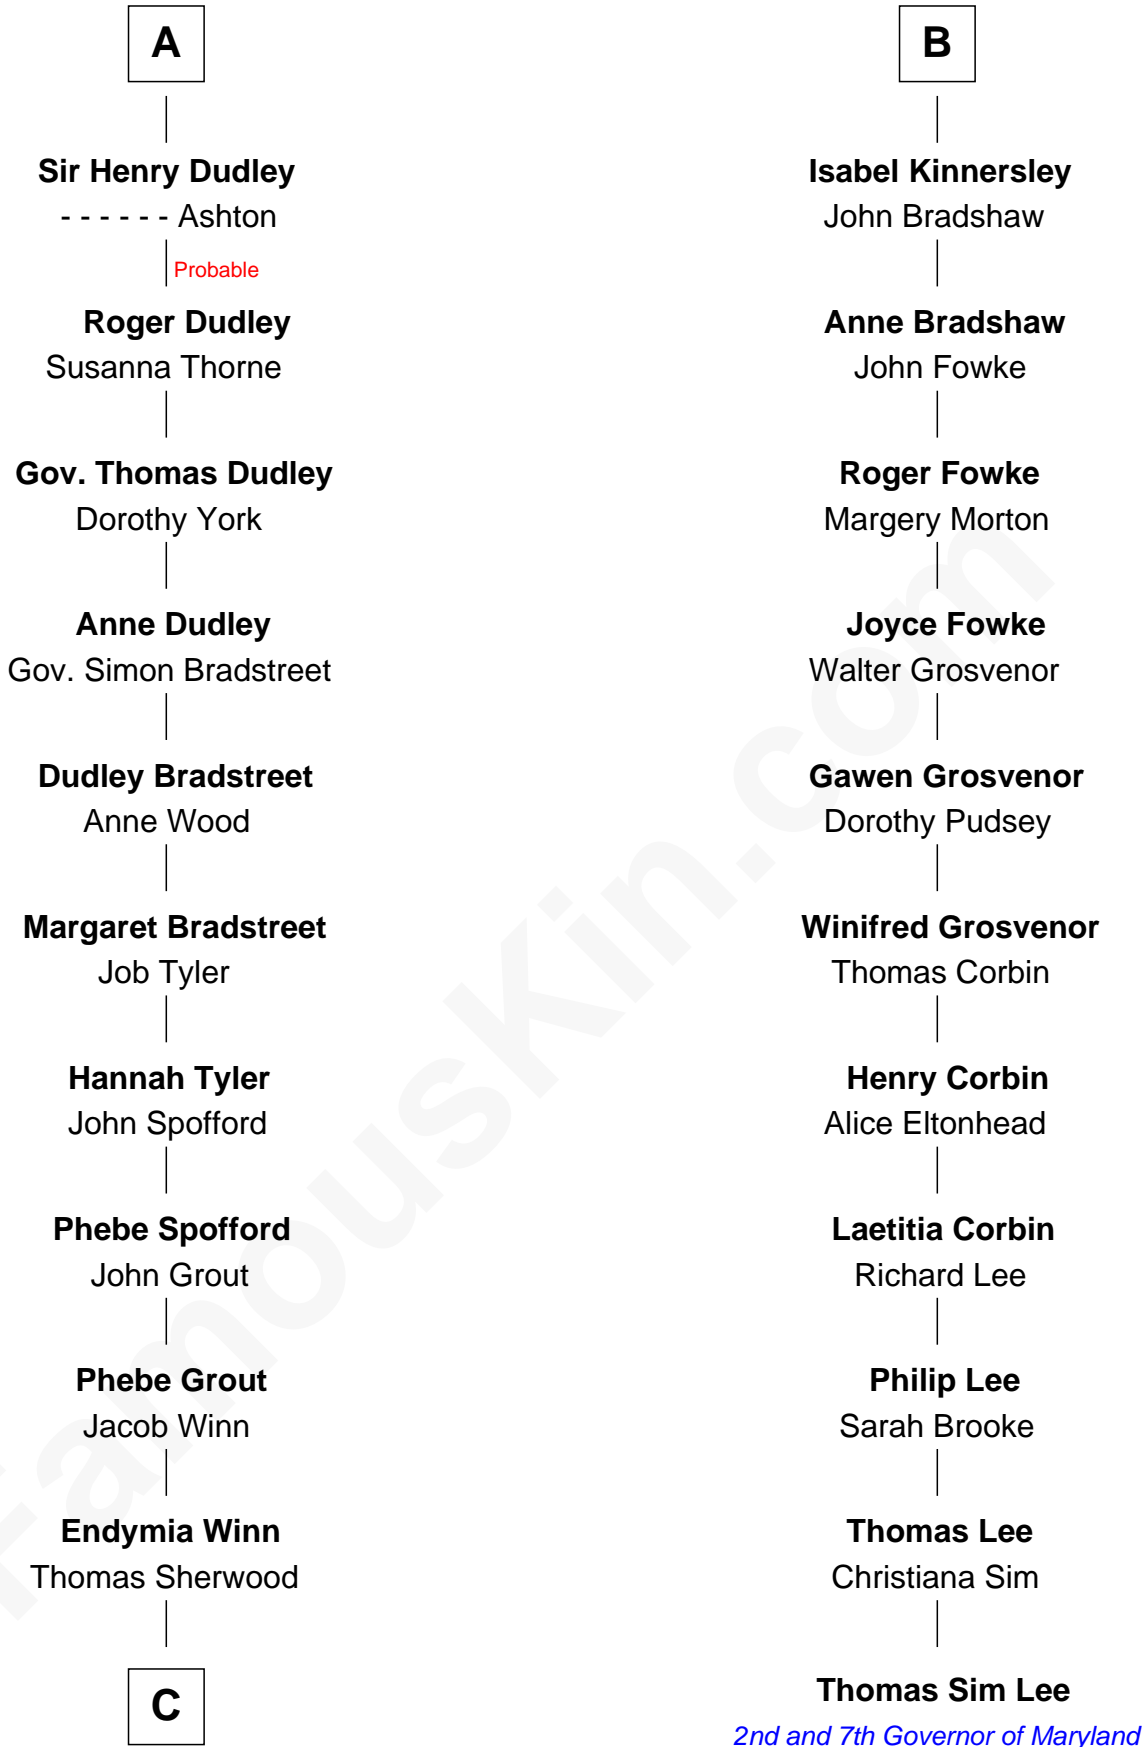 A
Sir Henry Dudley
- - - - - - Ashton
Probable
Roger Dudley
Susanna Thorne
Gov. Thomas Dudley
Dorothy York
Anne Dudley
Gov. Simon Bradstreet
Dudley Bradstreet
Anne Wood
Margaret Bradstreet
Job Tyler
Hannah Tyler
John Spofford
Phebe Spofford
John Grout
Phebe Grout
Jacob Winn
Endymia Winn
Thomas Sherwood
C
B
Isabel Kinnersley
John Bradshaw
Anne Bradshaw
John Fowke
Roger Fowke
Margery Morton
Joyce Fowke
Walter Grosvenor
Gawen Grosvenor
Dorothy Pudsey
Winifred Grosvenor
Thomas Corbin
Henry Corbin
Alice Eltonhead
Laetitia Corbin
Richard Lee
Philip Lee
Sarah Brooke
Thomas Lee
Christiana Sim
Thomas Sim Lee
2nd and 7th Governor of Maryland
FamousKin.com